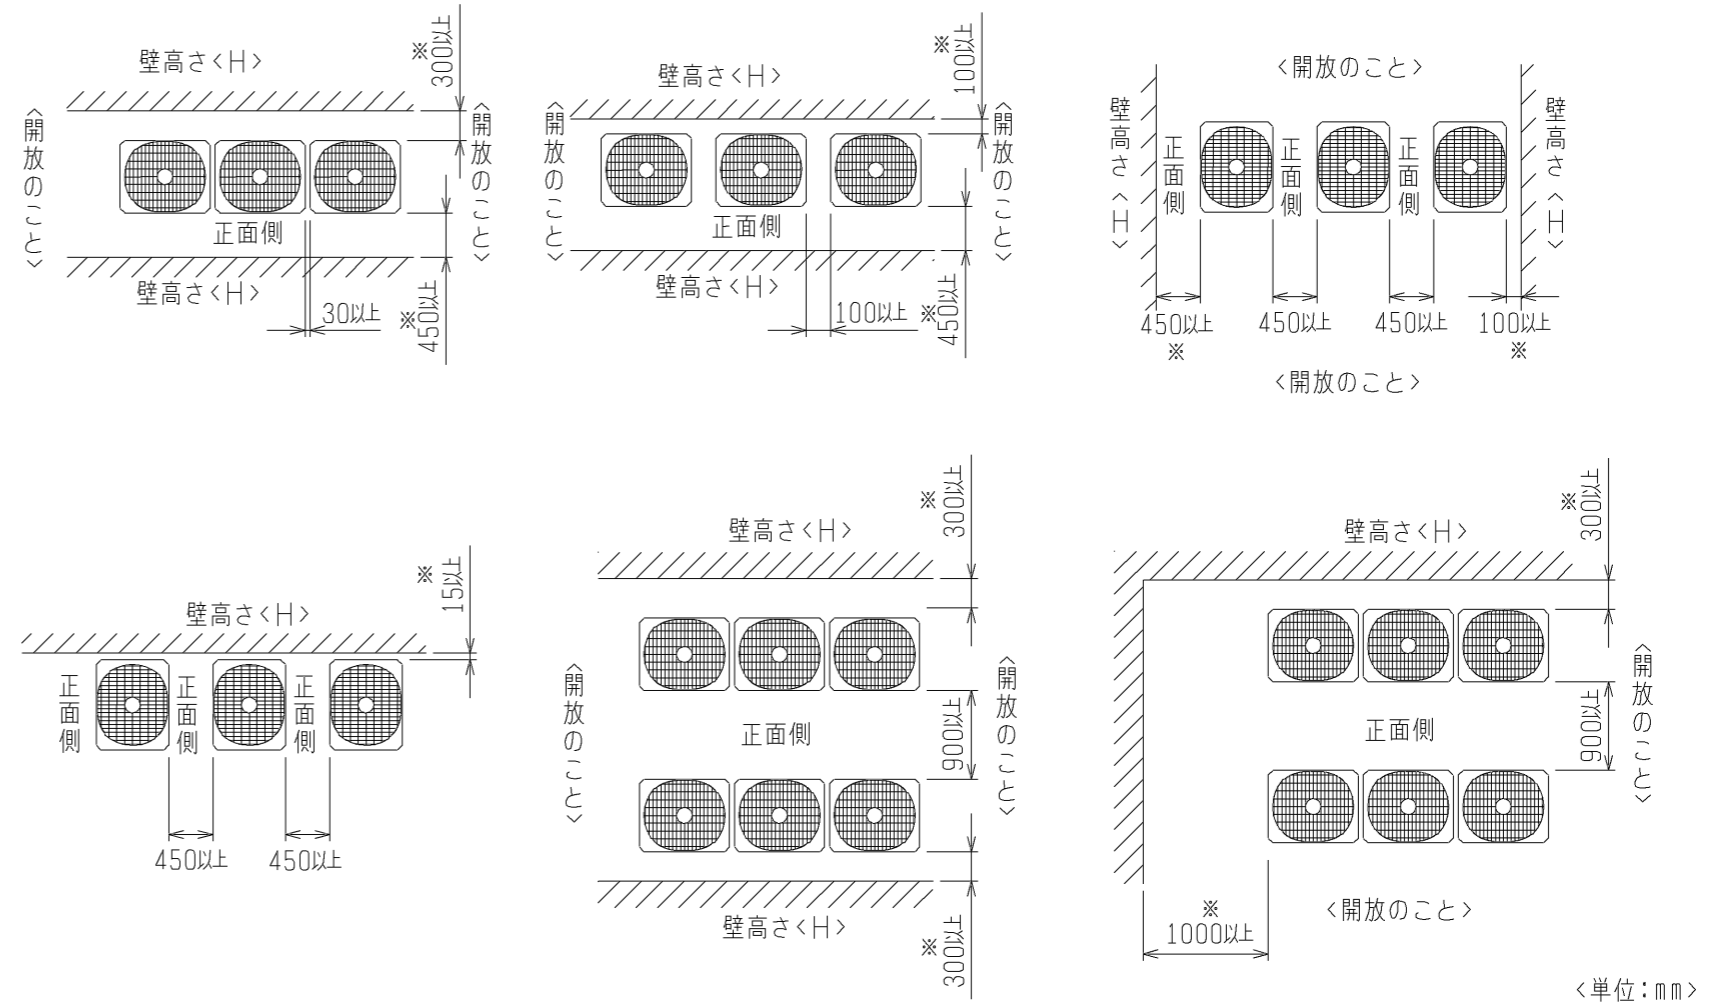 壁高さ<H>
※
300以上
<開放のこと>
<開放のこと>
正面側
壁高さ<H>
30以上
※
450以上
壁高さ<H>
※
100以上
<開放のこと>
<開放のこと>
正面側
壁高さ<H>
100以上
※
450以上
<開放のこと>
壁高さ<H>
正面側
正面側
正面側
壁高さ<H>
450以上
※
450以上
450以上
100以上
※
<開放のこと>
壁高さ<H>
※
15以上
正面側
正面側
正面側
450以上
450以上
壁高さ<H>
※
300以上
<開放のこと>
<開放のこと>
正面側
900以上
壁高さ<H>
※
300以上
壁高さ<H>
※
300以上
<開放のこと>
正面側
900以上
※
1000以上
<開放のこと>
<単位:mm>